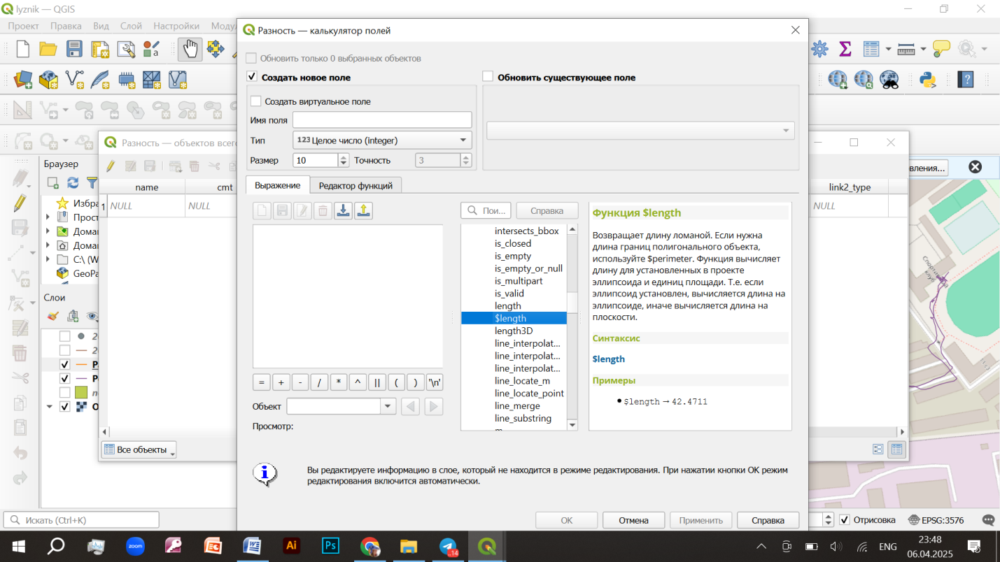 lyznik — QGIS
Проект Правка Вид Слой Настройки
Разность — калькулятор полей
Обновить только 0 выбранных объектов
Создать новое поле
Обновить существующее поле
Создать виртуальное поле
Имя поля
Тип 123 Целое число (integer)
Размер 10 Точность 3
Разность — объектов всего
Браузер
вления...
Выражение Редактор функций
name cmt
link2_type
1 NULL NULL
NULL
C:\ (W
GeoPa
Слои
Пои... Справка
intersects_bbox
is_closed
is_empty
is_empty_or_null
is_multipart
is_valid
length
$length
length3D
line_interpolat...
line_interpolat...
line_interpolat...
line_locate_m
line_locate_point
line_merge
line_substring
Функция $length
Возвращает длину ломаной. Если нужна
длина границ полигонального объекта,
используйте $perimeter. Функция вычисляет
длину для установленных в проекте
эллипсоида и единиц площади. Т.е. если
эллипсоид установлен, вычисляется длина на
эллипсоиде, иначе вычисляется длина на
плоскости.
Синтаксис
$length
Примеры
$length → 42.4711
= + - / * ^ || ( ) '\n'
Объект
Просмотр:
Все объекты
Вы редактируете информацию в слое, который не находится в режиме редактирования. При нажатии кнопки OK режим
редактирования включится автоматически.
OK Отмена Применить Справка
Искать (Ctrl+K)
Отрисовка EPSG:3576
zoom
Ai
Ps
14
ENG
23:48
06.04.2025